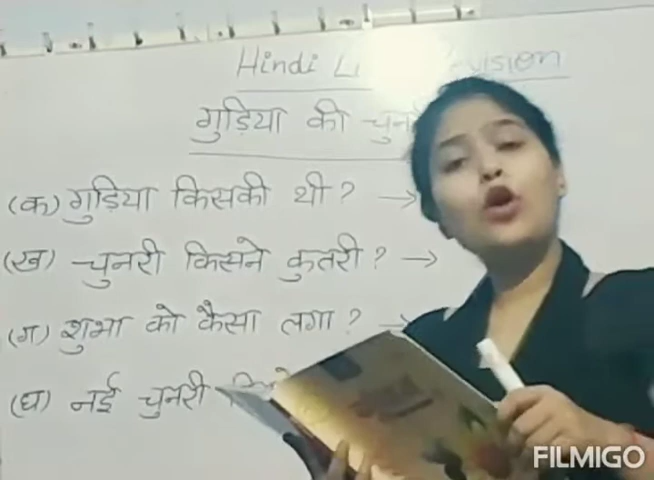 Hindi
गुड़िया की
(क) गुड़िया किसकी थी? →
(ख) चुनरी किसने कुतरी? →
(ग) शुभा को कैसा लगा? →
(घ) नई चुनरी
FILMIGO